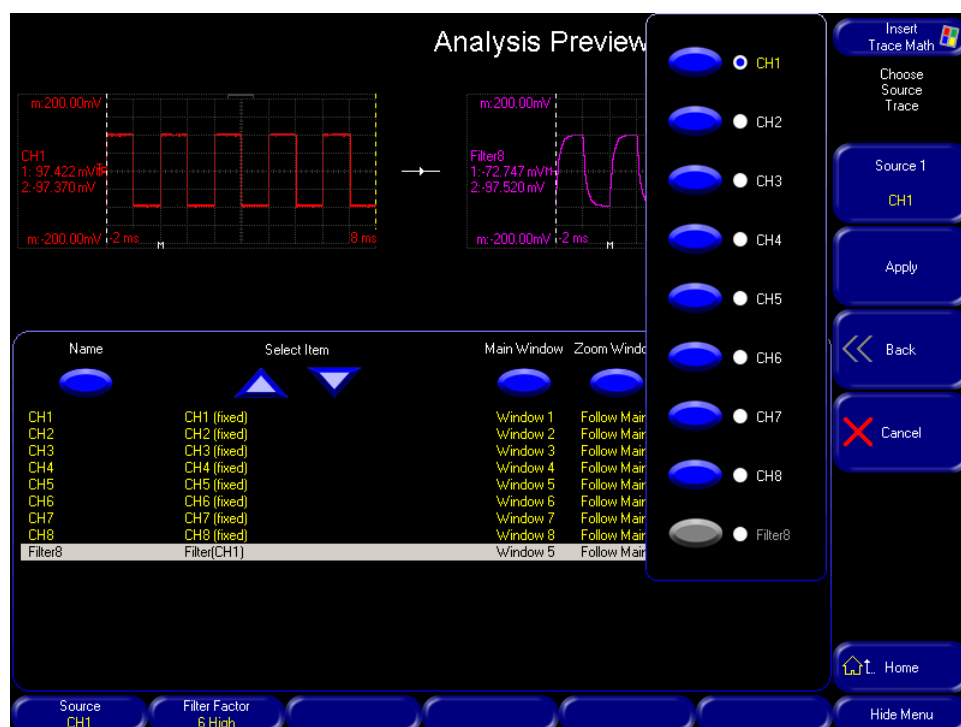 Analysis Preview
Insert
Trace Math
Choose
Source
Trace
Source 1
CH1
Apply
Back
Cancel
Home
Hide Menu
CH1
CH2
CH3
CH4
CH5
CH6
CH7
CH8
Filter8
m:200.00mV
CH1
1: 97.422 mV
2:-97.370 mV
m:-200.00mV -2 ms
M
8 ms
m:200.00mV
Filter8
1:-72.747mV
2:-97.520 mV
m:-200.00mV -2 ms
M
Name Select Item Main Window Zoom Windo
CH1 CH1 (fixed) Window 1 Follow Main
CH2 CH2 (fixed) Window 2 Follow Main
CH3 CH3 (fixed) Window 3 Follow Main
CH4 CH4 (fixed) Window 4 Follow Main
CH5 CH5 (fixed) Window 5 Follow Main
CH6 CH6 (fixed) Window 6 Follow Main
CH7 CH7 (fixed) Window 7 Follow Main
CH8 CH8 (fixed) Window 8 Follow Main
Filter8 Filter(CH1) Window 5 Follow Main
Source
CH1
Filter Factor
6 High